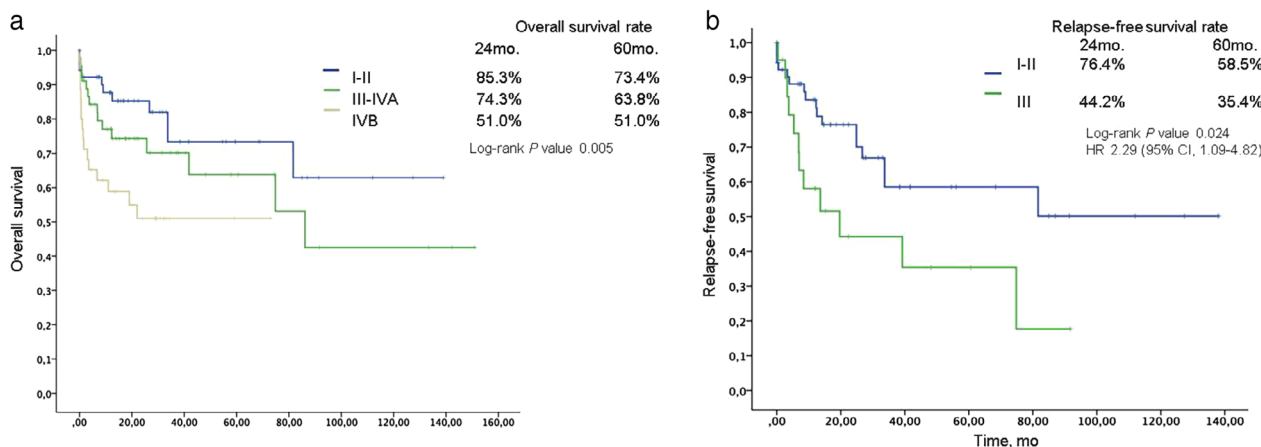 a
Overall survival rate
24mo. 60mo.
I-II 85.3% 73.4%
III-IVA 74.3% 63.8%
IVB 51.0% 51.0%
Log-rank P value 0.005
Overall survival
1,0
0,9
0,8
0,7
0,6
0,5
0,4
0,3
0,2
0,1
0,0
,00 20,00 40,00 60,00 80,00 100,00 120,00 140,00 160,00
b
Relapse-free survival rate
24mo. 60mo.
I-II 76.4% 58.5%
III 44.2% 35.4%
Log-rank P value 0.024
HR 2.29 (95% CI, 1.09-4.82)
Relapse-free survival
1,0
0,9
0,8
0,7
0,6
0,5
0,4
0,3
0,2
0,1
0,0
,00 20,00 40,00 60,00 80,00 100,00 120,00 140,00
Time, mo